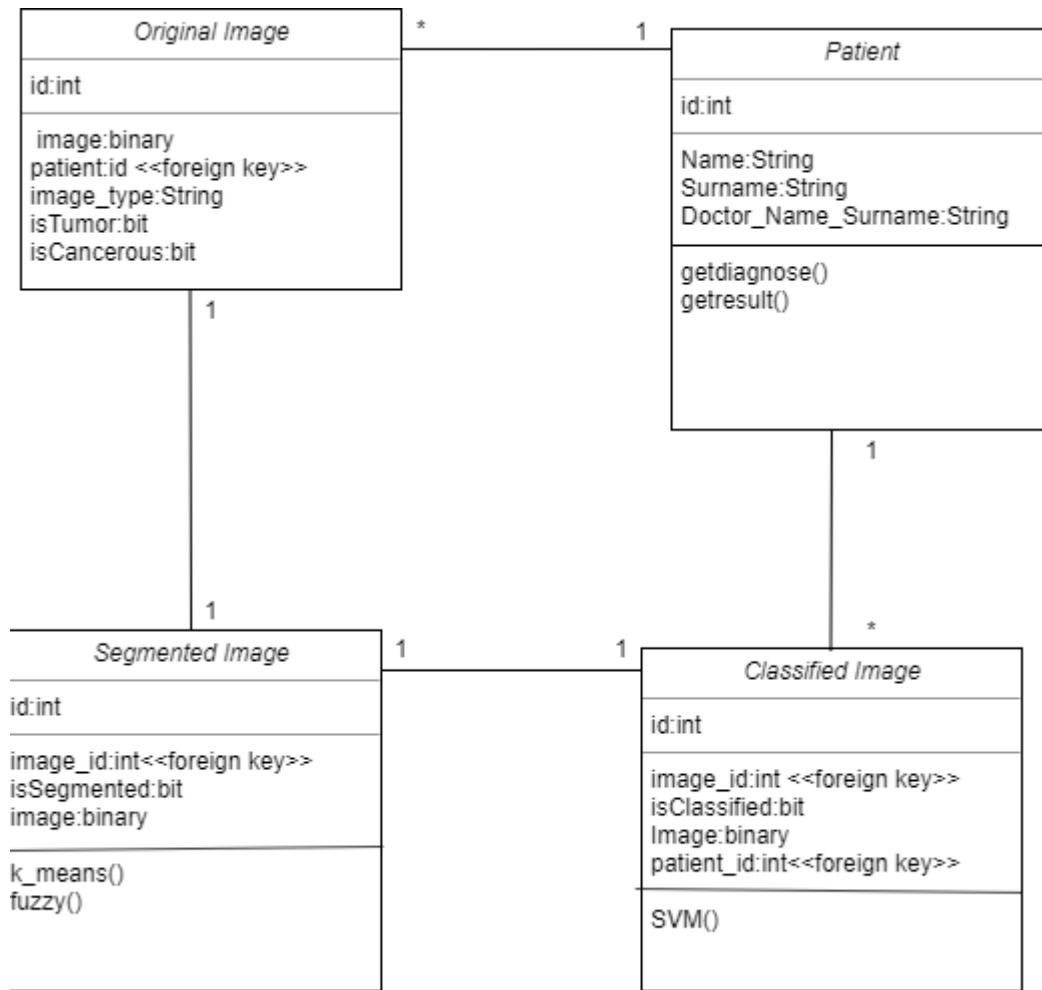 Original Image
id:int
image:binary
patient:id <<foreign key>>
image_type:String
isTumor:bit
isCancerous:bit
*
1
Patient
id:int
Name:String
Surname:String
Doctor_Name_Surname:String
getdiagnose()
getresult()
1
1
1
*
Segmented Image
id:int
image_id:int<<foreign key>>
isSegmented:bit
image:binary
k_means()
fuzzy()
1
1
Classified Image
id:int
image_id:int <<foreign key>>
isClassified:bit
Image:binary
patient_id:int<<foreign key>>
SVM()